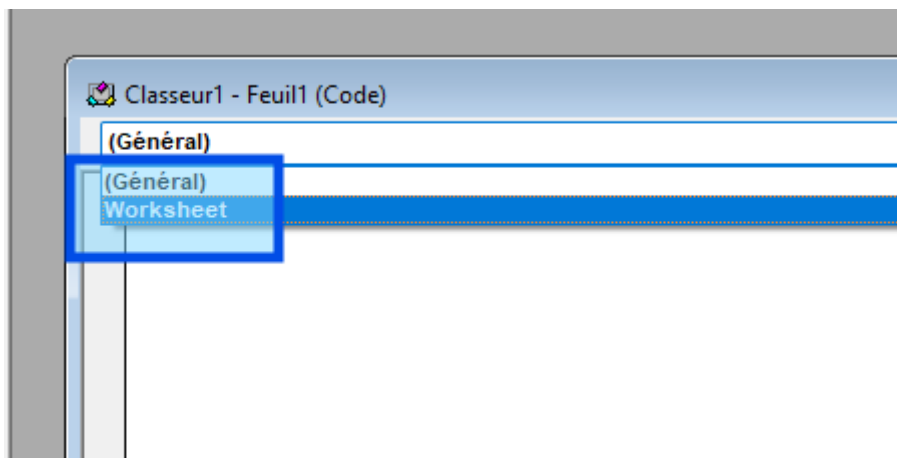 Classeur1 - Feuil1 (Code)
(Général)
(Général)
Worksheet